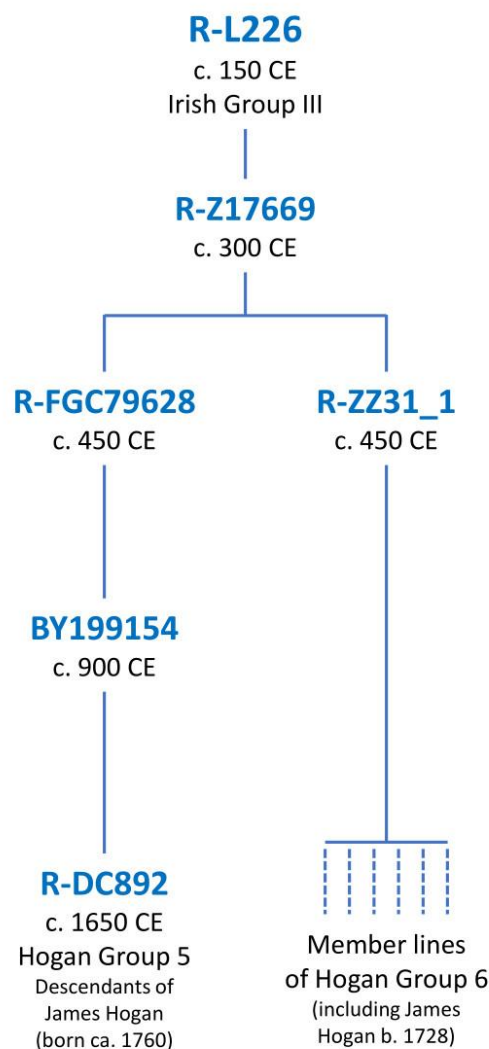 R-L226
c. 150 CE
Irish Group III
R-Z17669
c. 300 CE
R-FGC79628
c. 450 CE
R-ZZ31_1
c. 450 CE
BY199154
c. 900 CE
R-DC892
c. 1650 CE
Hogan Group 5
Descendants of
James Hogan
(born ca. 1760)
Member lines
of Hogan Group 6
(including James
Hogan b. 1728)